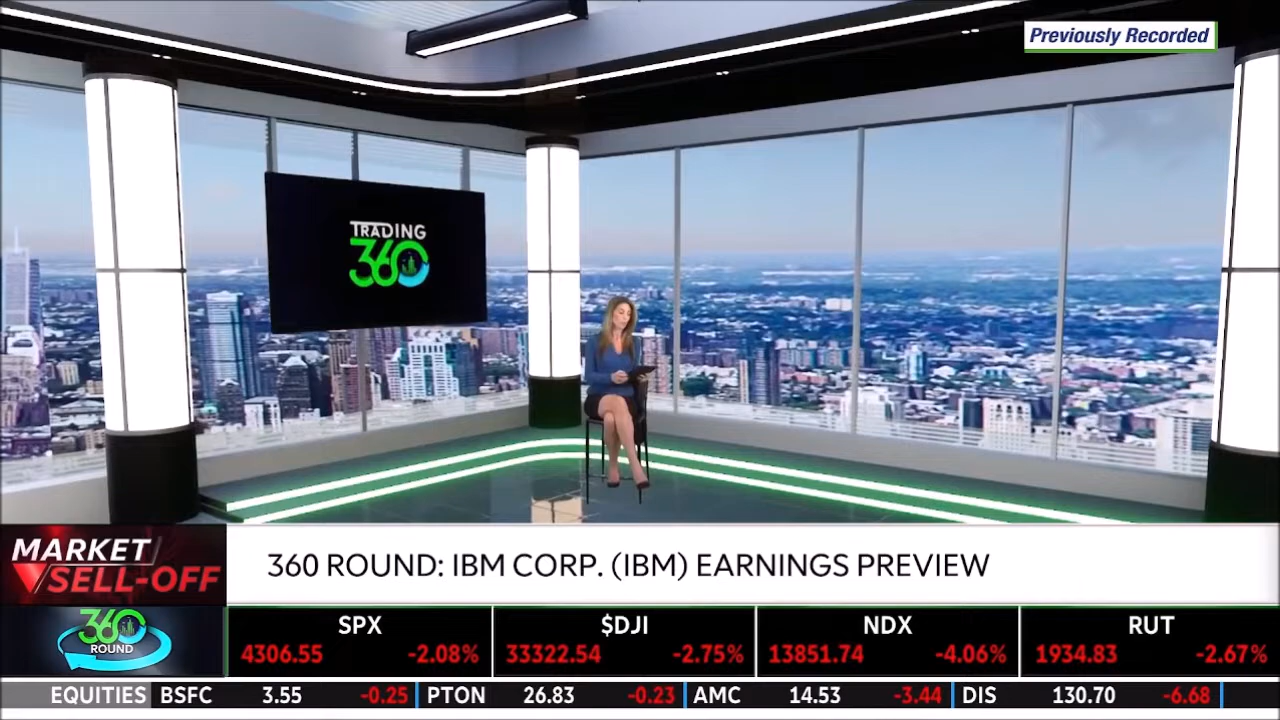 Previously Recorded
TRADING
360
MARKET
SELL-OFF
360 ROUND: IBM CORP. (IBM) EARNINGS PREVIEW
360
ROUND
SPX
4306.55 -2.08%
$DJI
33322.54 -2.75%
NDX
13851.74 -4.06%
RUT
1934.83 -2.67%
EQUITIES BSFC 3.55 -0.25 PTON 26.83 -0.23 AMC 14.53 -3.44 DIS 130.70 -6.68